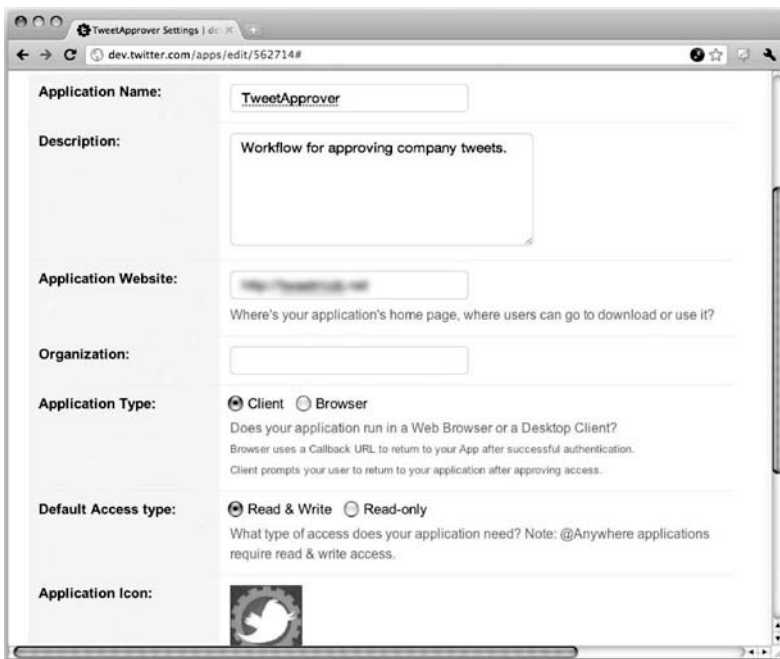 TweetApprover Settings | de
dev.twitter.com/apps/edit/562714#
Application Name:
TweetApprover
Description:
Workflow for approving company tweets.
Application Website:
Where's your application's home page, where users can go to download or use it?
Organization:
Application Type:
Client Browser
Does your application run in a Web Browser or a Desktop Client?
Browser uses a Callback URL to return to your App after successful authentication.
Client prompts your user to return to your application after approving access.
Default Access type:
Read & Write Read-only
What type of access does your application need? Note: @Anywhere applications
require read & write access.
Application Icon: